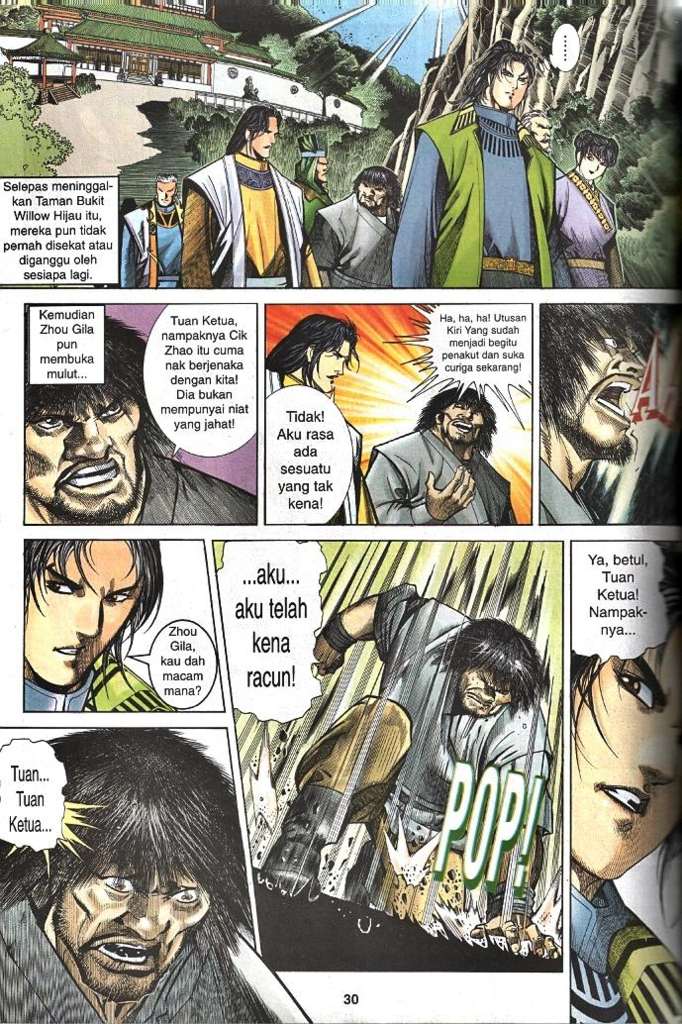 ......
Selepas meninggal-
kan Taman Bukit
Willow Hijau itu,
mereka pun tidak
pernah disekat atau
diganggu oleh
sesiapa lagi.
Kemudian
Zhou Gila
pun
membuka
mulut...
Tuan Ketua,
nampaknya Cik
Zhao itu cuma
nak berjenaka
dengan kita!
Dia bukan
mempunyai niat
yang jahat!
Tidak!
Aku rasa
ada
sesuatu
yang tak
kena!
Ha, ha, ha! Utusan
Kiri Yang sudah
menjadi begitu
penakut dan suka
curiga sekarang!
Zhou
Gila,
kau dah
macam
mana?
...aku...
aku telah
kena
racun!
POP!
Ya, betul,
Tuan
Ketua!
Nampak-
nya...
Tuan...
Tuan
Ketua...
30